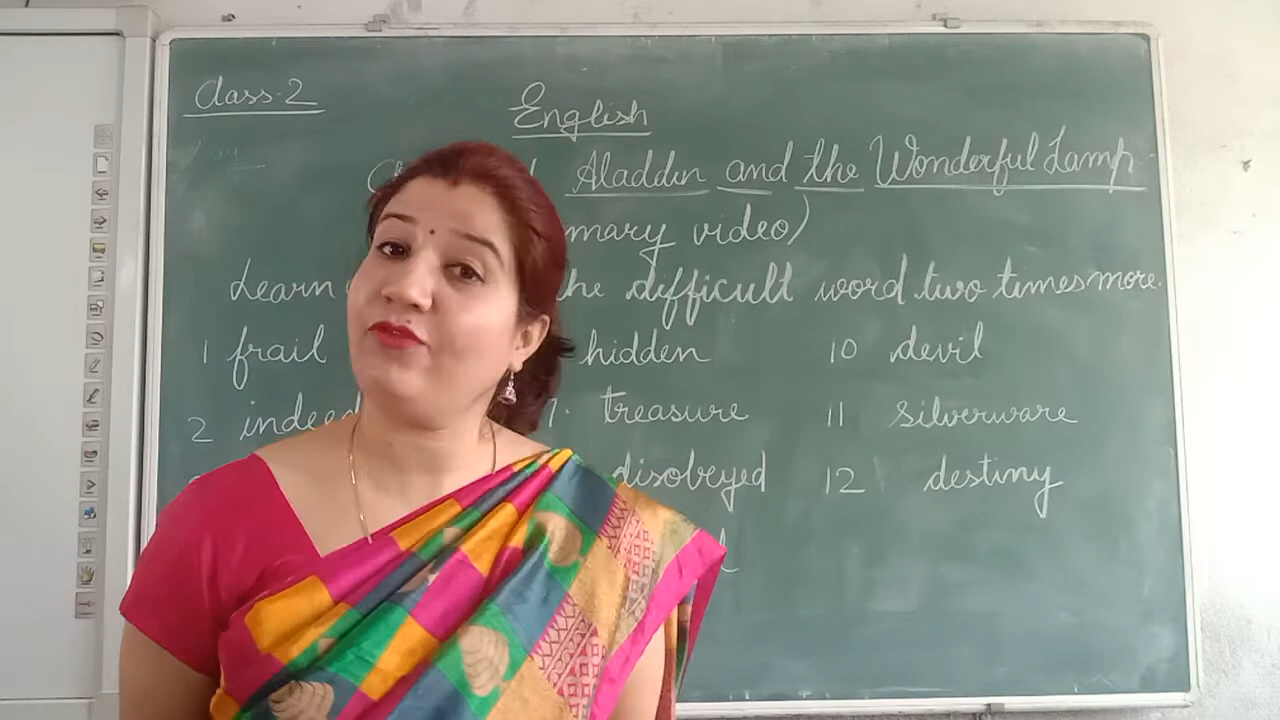 Class-2
English
Aladdin and the Wonderful Lamp
mary video)
Learn the difficult word two times more.
1 frail hidden 10 devil
2 indeed 7. treasure 11 silverware
disobeyed 12 destiny